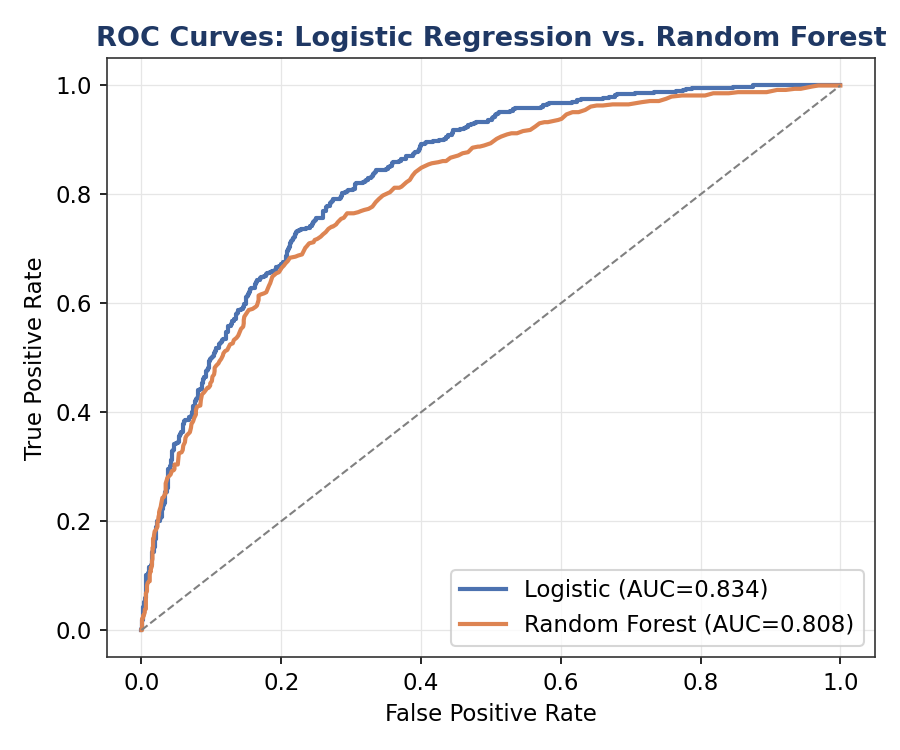 ROC Curves: Logistic Regression vs. Random Forest
True Positive Rate
1.0
0.8
0.6
0.4
0.2
0.0
Logistic (AUC=0.834)
Random Forest (AUC=0.808)
0.0 0.2 0.4 0.6 0.8 1.0
False Positive Rate